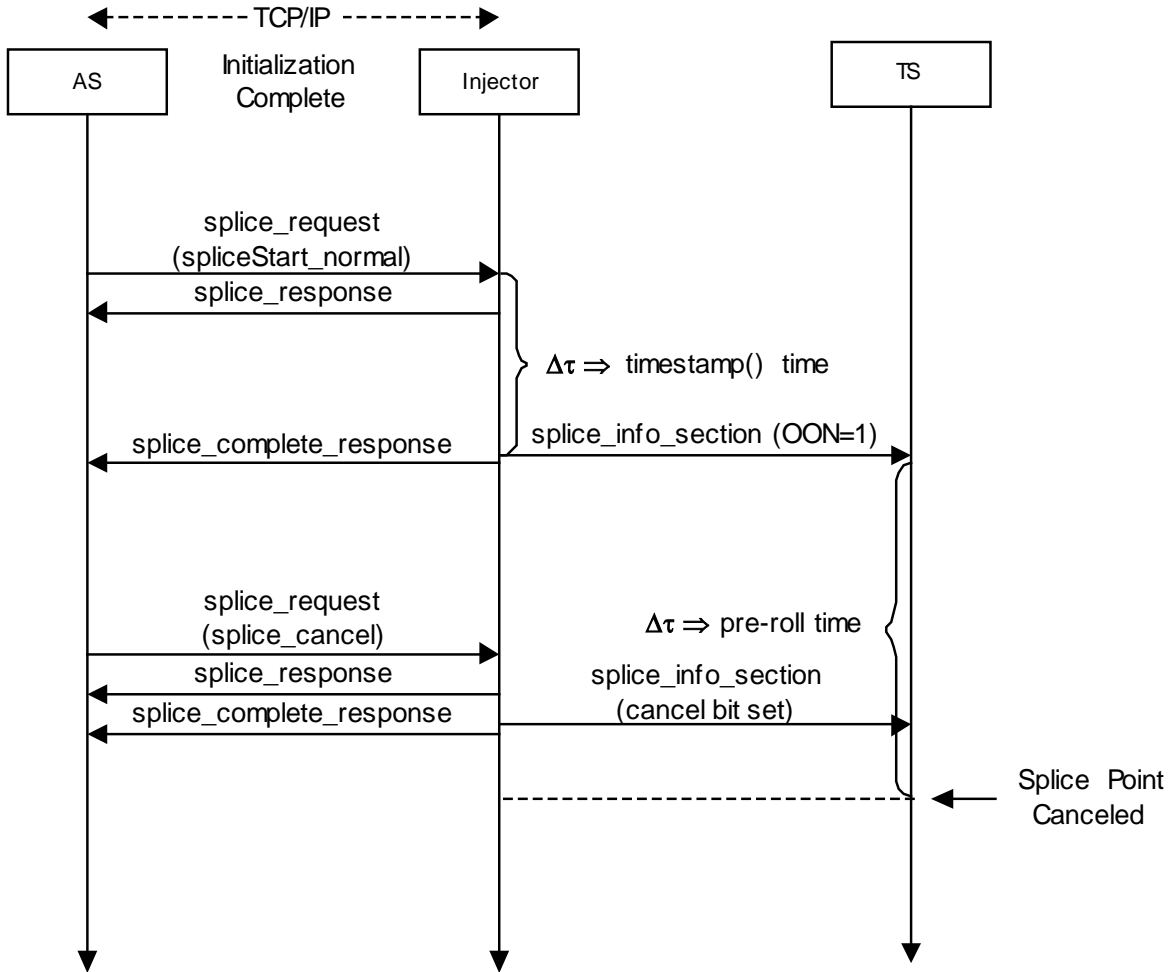 TCP/IP
AS
Initialization
Complete
Injector
TS
splice_request
(spliceStart_normal)
splice_response
Δτ ⇒ timestamp() time
splice_complete_response
splice_info_section (OON=1)
splice_request
(splice_cancel)
Δτ ⇒ pre-roll time
splice_response
splice_info_section
(cancel bit set)
splice_complete_response
Splice Point
Canceled